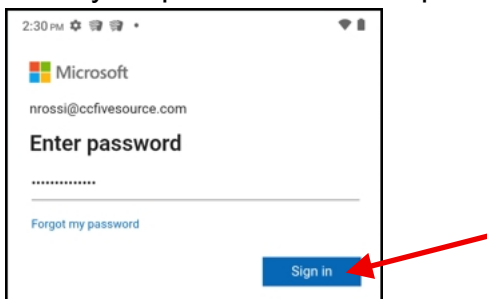 2:30 PM
Microsoft
nrossi@ccfivesource.com
Enter password
••••••••••••••
Forgot my password
Sign in